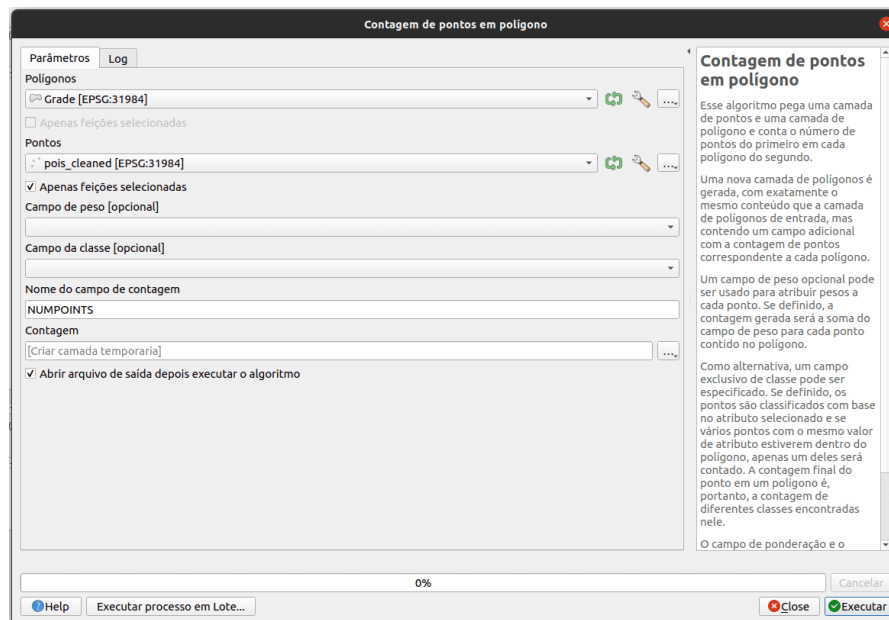 Contagem de pontos em polígono
Parâmetros
Log
Polígonos
Grade [EPSG:31984]
...
Apenas feições selecionadas
Pontos
pois_cleaned [EPSG:31984]
...
Apenas feições selecionadas
Campo de peso [opcional]
Campo da classe [opcional]
Nome do campo de contagem
NUMPOINTS
Contagem
[Criar camada temporaria]
...
Abrir arquivo de saída depois executar o algoritmo
Contagem de pontos
em polígono
Esse algoritmo pega uma camada
de pontos e uma camada de
polígono e conta o número de
pontos do primeiro em cada
polígono do segundo.
Uma nova camada de polígonos é
gerada, com exatamente o
mesmo conteúdo que a camada
de polígonos de entrada, mas
contendo um campo adicional
com a contagem de pontos
correspondente a cada polígono.
Um campo de peso opcional pode
ser usado para atribuir pesos a
cada ponto. Se definido, a
contagem gerada será a soma do
campo de peso para cada ponto
contido no polígono.
Como alternativa, um campo
exclusivo de classe pode ser
especificado. Se definido, os
pontos são classificados com base
no atributo selecionado e se
vários pontos com o mesmo valor
de atributo estiverem dentro do
polígono, apenas um deles será
contado. A contagem final do
ponto em um polígono é,
portanto, a contagem de
diferentes classes encontradas
nele.
O campo de ponderação e o
0%
Cancelar
Help
Executar processo em Lote...
Close
Executar